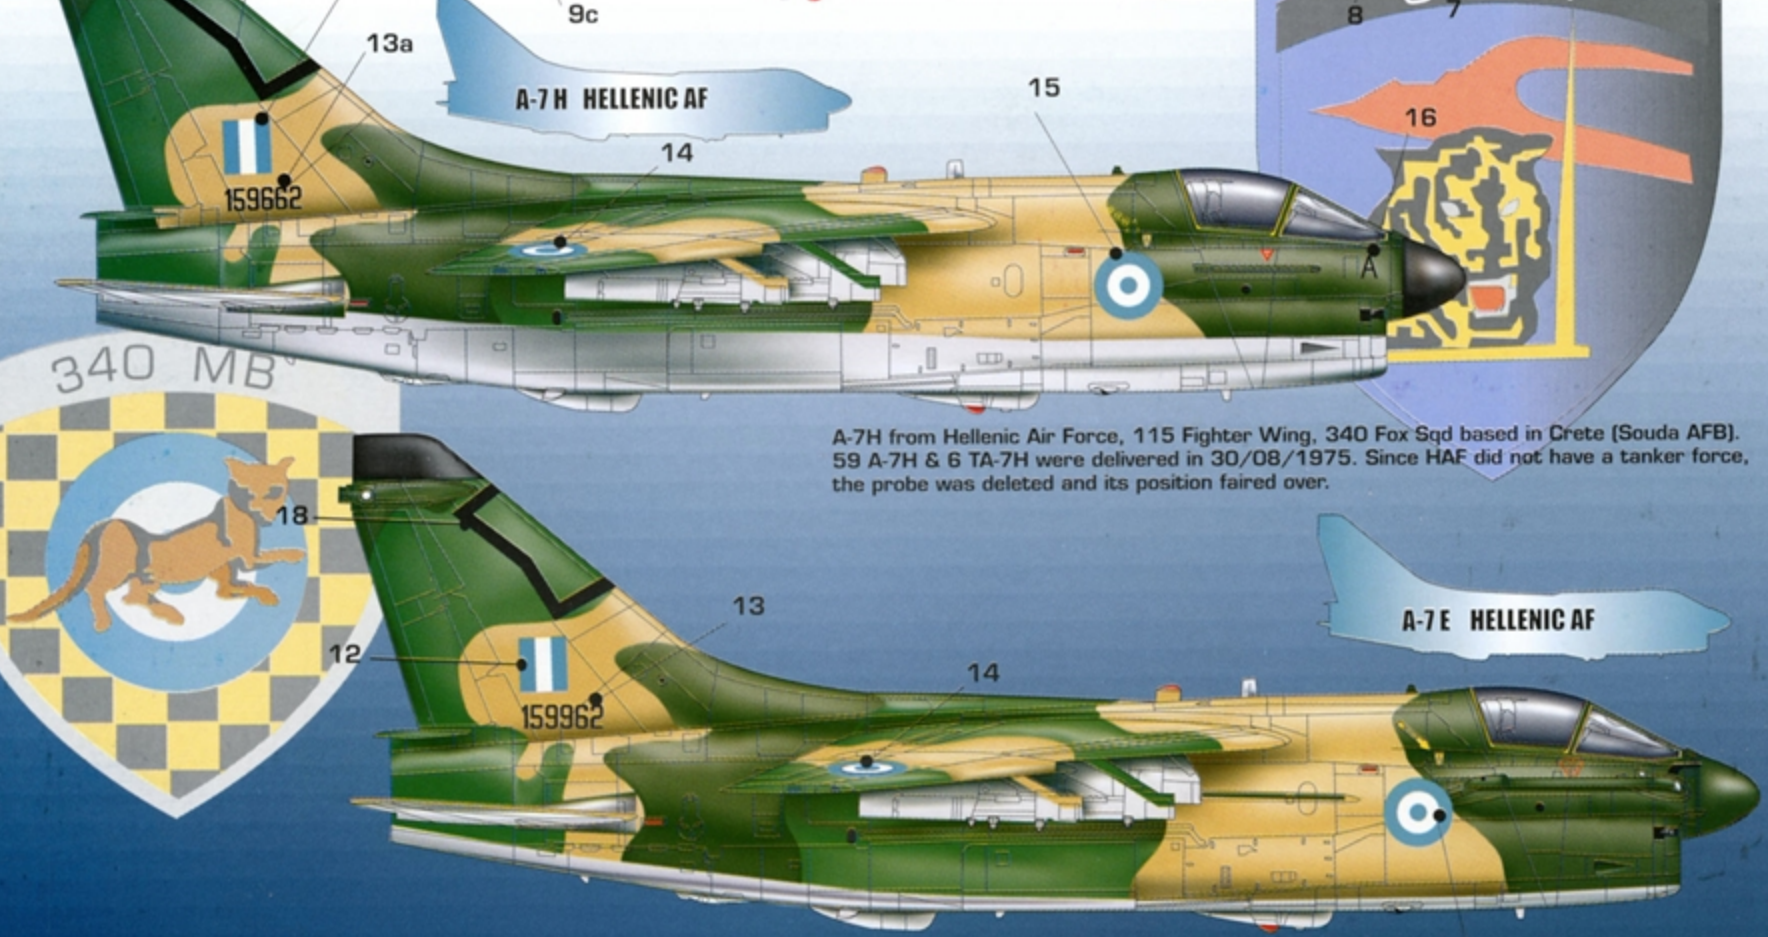 9c
8
7
13a
A-7 H HELLENIC AF
15
14
16
159662
A
340 MB
A-7H from Hellenic Air Force, 115 Fighter Wing, 340 Fox Sqd based in Crete (Souda AFB).
59 A-7H & 6 TA-7H were delivered in 30/08/1975. Since HAF did not have a tanker force,
the probe was deleted and its position faired over.
18
13
A-7 E HELLENIC AF
12
14
159962